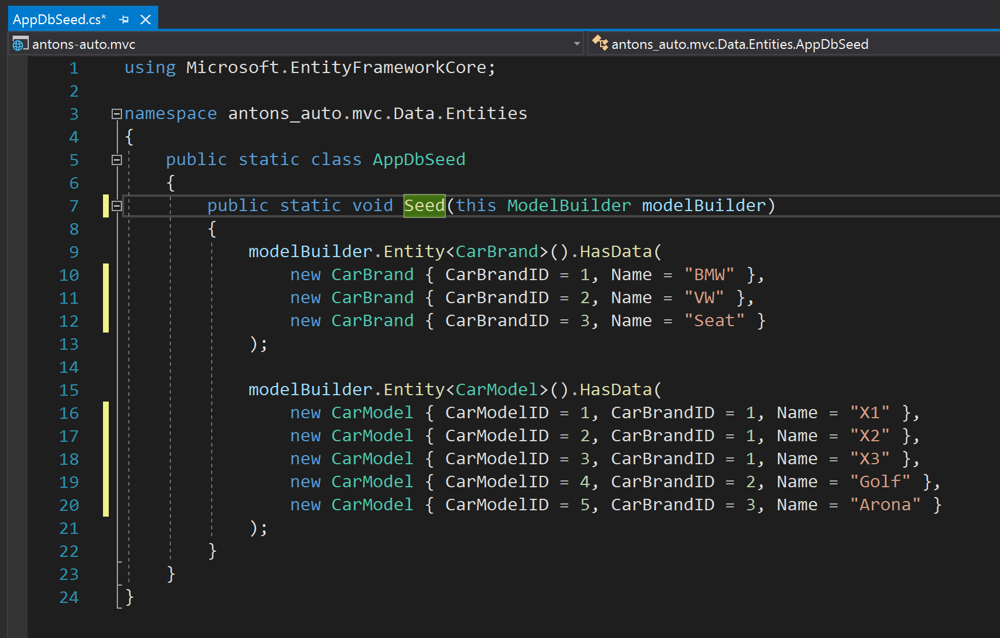 AppDbSeed.cs*
antons-auto.mvc antons_auto.mvc.Data.Entities.AppDbSeed
1 using Microsoft.EntityFrameworkCore;
2
3 namespace antons_auto.mvc.Data.Entities
4 {
5     public static class AppDbSeed
6     {
7         public static void Seed(this ModelBuilder modelBuilder)
8         {
9             modelBuilder.Entity<CarBrand>().HasData(
10                 new CarBrand { CarBrandID = 1, Name = "BMW" },
11                 new CarBrand { CarBrandID = 2, Name = "VW" },
12                 new CarBrand { CarBrandID = 3, Name = "Seat" }
13             );
14
15             modelBuilder.Entity<CarModel>().HasData(
16                 new CarModel { CarModelID = 1, CarBrandID = 1, Name = "X1" },
17                 new CarModel { CarModelID = 2, CarBrandID = 1, Name = "X2" },
18                 new CarModel { CarModelID = 3, CarBrandID = 1, Name = "X3" },
19                 new CarModel { CarModelID = 4, CarBrandID = 2, Name = "Golf" },
20                 new CarModel { CarModelID = 5, CarBrandID = 3, Name = "Arona" }
21             );
22         }
23     }
24 }